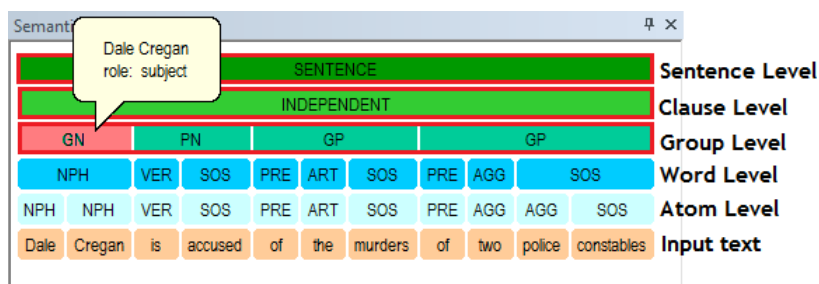 Semant
Dale Cregan
role: subject
SENTENCE Sentence Level
INDEPENDENT Clause Level
GN PN GP GP Group Level
NPH VER SOS PRE ART SOS PRE AGG SOS Word Level
NPH NPH VER SOS PRE ART SOS PRE AGG AGG SOS Atom Level
Dale Cregan is accused of the murders of two police constables Input text